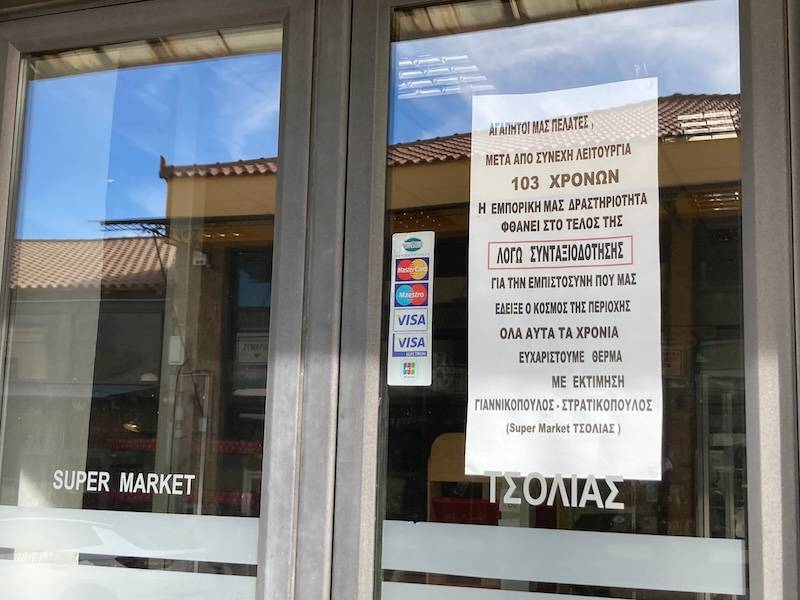 ΑΓΑΠΗΤΟΙ ΜΑΣ ΠΕΛΑΤΕΣ ,
ΜΕΤΑ ΑΠΟ ΣΥΝΕΧΗ ΛΕΙΤΟΥΡΓΙΑ
103 ΧΡΟΝΩΝ
Η ΕΜΠΟΡΙΚΗ ΜΑΣ ΔΡΑΣΤΗΡΙΟΤΗΤΑ
ΦΘΑΝΕΙ ΣΤΟ ΤΕΛΟΣ ΤΗΣ
ΛΟΓΩ ΣΥΝΤΑΞΙΟΔΟΤΗΣΗΣ
ΓΙΑ ΤΗΝ ΕΜΠΙΣΤΟΣΥΝΗ ΠΟΥ ΜΑΣ
ΕΔΕΙΞΕ Ο ΚΟΣΜΟΣ ΤΗΣ ΠΕΡΙΟΧΗΣ
ΟΛΑ ΑΥΤΑ ΤΑ ΧΡΟΝΙΑ
ΕΥΧΑΡΙΣΤΟΥΜΕ ΘΕΡΜΑ
ΜΕ ΕΚΤΙΜΗΣΗ
ΓΙΑΝΝΙΚΟΠΟΥΛΟΣ - ΣΤΡΑΤΙΚΟΠΟΥΛΟΣ
(Super Market ΤΣΟΛΙΑΣ )
MasterCard
Maestro
VISA
VISA
ELECTRON
JCB
SUPER MARKET
ΤΣΟΛΙΑΣ